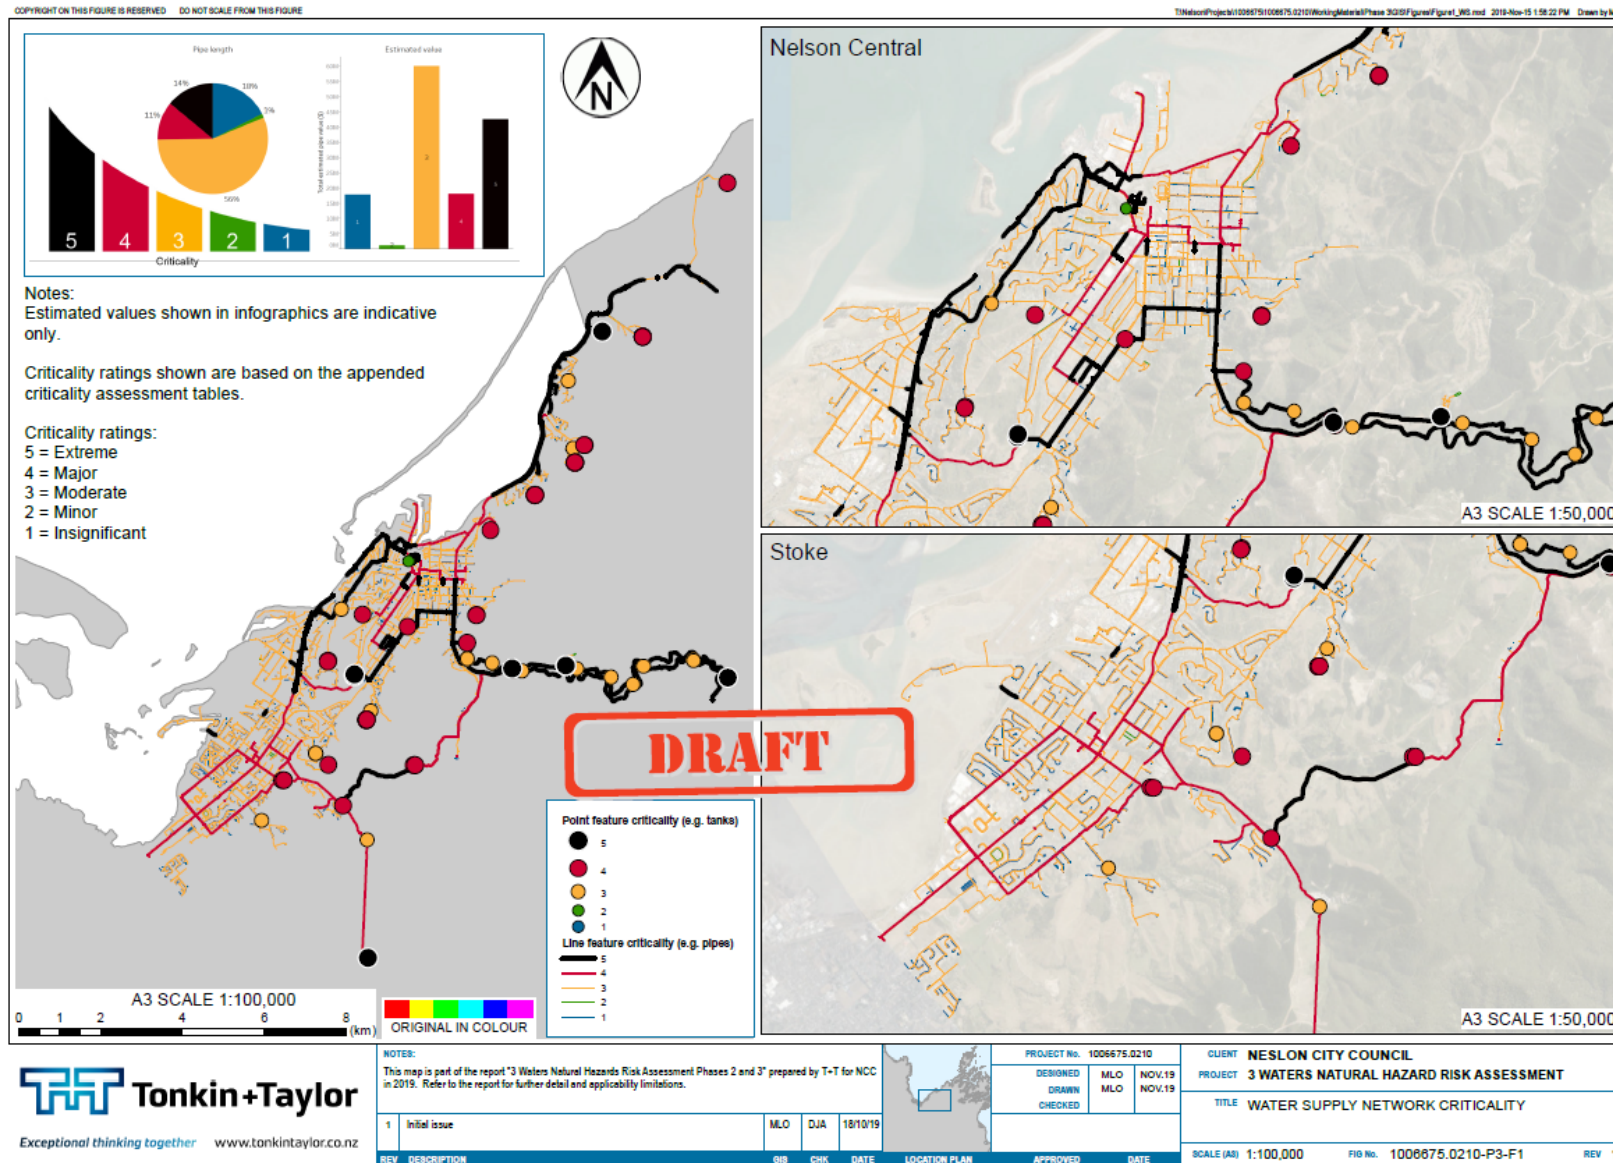 COPYRIGHT ON THIS FIGURE IS RESERVED DO NOT SCALE FROM THIS FIGURE
Pipe length
14%
18%
11%
56%
Estimated value
Total estimated pipe value ($)
1
3
4
5
5 4 3 2 1
Criticality
N
Notes:
Estimated values shown in infographics are indicative
only.
Criticality ratings shown are based on the appended
criticality assessment tables.
Criticality ratings:
5 = Extreme
4 = Major
3 = Moderate
2 = Minor
1 = Insignificant
Nelson Central
A3 SCALE 1:50,000
Stoke
A3 SCALE 1:50,000
DRAFT
Point feature criticality (e.g. tanks)
5
4
3
2
1
Line feature criticality (e.g. pipes)
5
4
3
2
1
A3 SCALE 1:100,000
0 1 2 4 6 8 (km)
ORIGINAL IN COLOUR
T+T Tonkin+Taylor
Exceptional thinking together www.tonkintaylor.co.nz
NOTES:
This map is part of the report "3 Waters Natural Hazards Risk Assessment Phases 2 and 3" prepared by T+T for NCC
in 2019. Refer to the report for further detail and applicability limitations.
1 Initial issue MLO DJA 18/10/19
REV DESCRIPTION GIS CHK DATE
LOCATION PLAN
PROJECT No. 1006675.0210
DESIGNED MLO NOV.19
DRAWN MLO NOV.19
CHECKED
APPROVED DATE
CLIENT NESLON CITY COUNCIL
PROJECT 3 WATERS NATURAL HAZARD RISK ASSESSMENT
TITLE WATER SUPPLY NETWORK CRITICALITY
SCALE (A3) 1:100,000 FIG No. 1006675.0210-P3-F1 REV